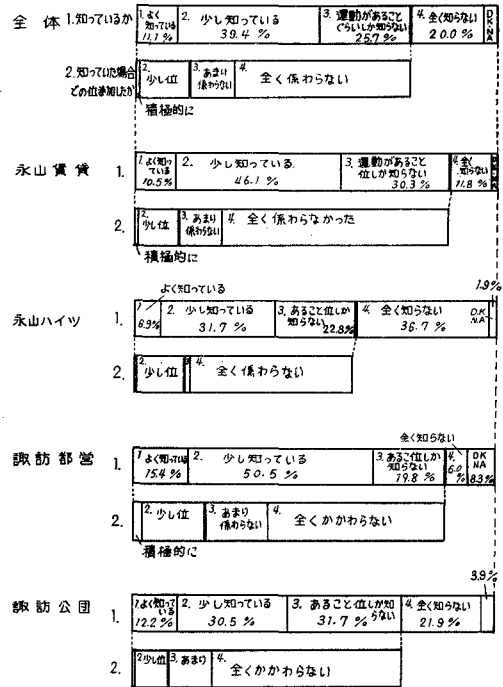 全体 1.知っているか
1.よく知っている 11.1%
2. 少し知っている 39.4%
3. 運動があることぐらいしか知らない 25.7%
4. 全く知らない 20.0%
DK・NA
2.知っていた場合どの位参加したか
2. 少し位
3. あまり係わらない
4. 全く係わらない
積極的に
永山賃貸 1.
1.よく知っている 10.5%
2. 少し知っている 46.1%
3. 運動があること位しか知らない 30.3%
4.全く知らない 11.8%
2.
2. 少し位
3. あまり係わらない
4. 全く係わらなかった
積極的に
よく知っている
1.9%
永山ハイツ 1.
1 6.9%
2. 少し知っている 31.7%
3. あること位しか知らない 22.8%
4. 全く知らない 36.7%
D.K N.A
2.
2. 少し位
4. 全く係わらない
全く知らない
諏訪都営 1.
1 よく知っている 15.4%
2. 少し知っている 50.5%
3. あるこ位しか知らない 19.8%
4. 6.0%
DK NA 8.3%
2.
2. 少し位
3. あまり係わらない
4. 全くかかわらない
積極的に
3.9%
諏訪公団 1.
1.よく知っている 12.2%
2. 少し知っている 30.5%
3. あること位しか知らない 31.7%
4. 全く知らない 21.9%
2.
2 少し位
3. あまり
4. 全くかかわらない